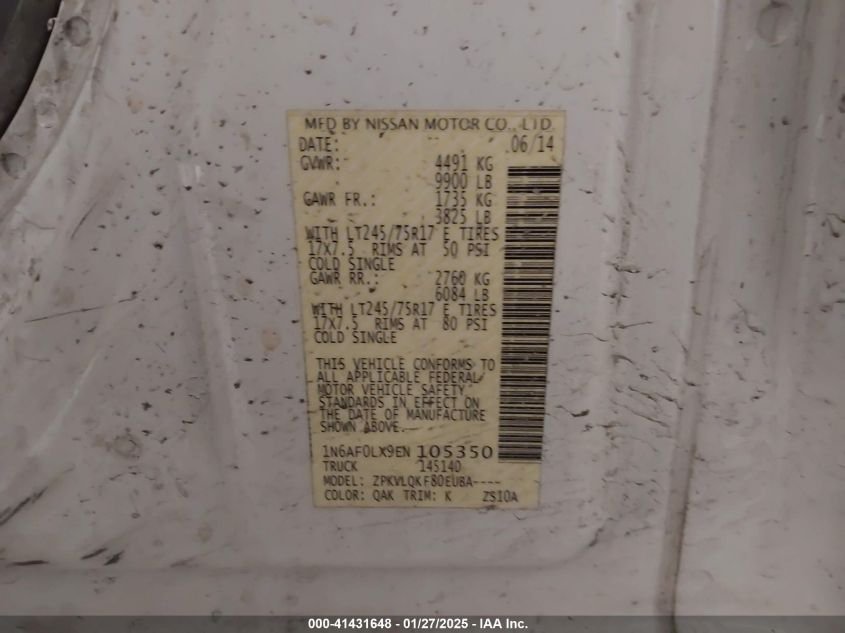 MFD BY NISSAN MOTOR CO., LTD.
DATE: 06/14
GVWR: 4491 KG
9900 LB
GAWR FR.: 1735 KG
3825 LB
WITH LT245/75R17 E TIRES
17X7.5 RIMS AT 50 PSI
COLD SINGLE
GAWR RR.: 2760 KG
6084 LB
WITH LT245/75R17 E TIRES
17X7.5 RIMS AT 80 PSI
COLD SINGLE
THIS VEHICLE CONFORMS TO
ALL APPLICABLE FEDERAL
MOTOR VEHICLE SAFETY
STANDARDS IN EFFECT ON
THE DATE OF MANUFACTURE
SHOWN ABOVE.
1N6AF0LX9EN 105350
TRUCK 145140
MODEL: ZPKVLQKF80EUBA----
COLOR: QAK TRIM: K ZS10A
000-41431648 - 01/27/2025 - IAA Inc.